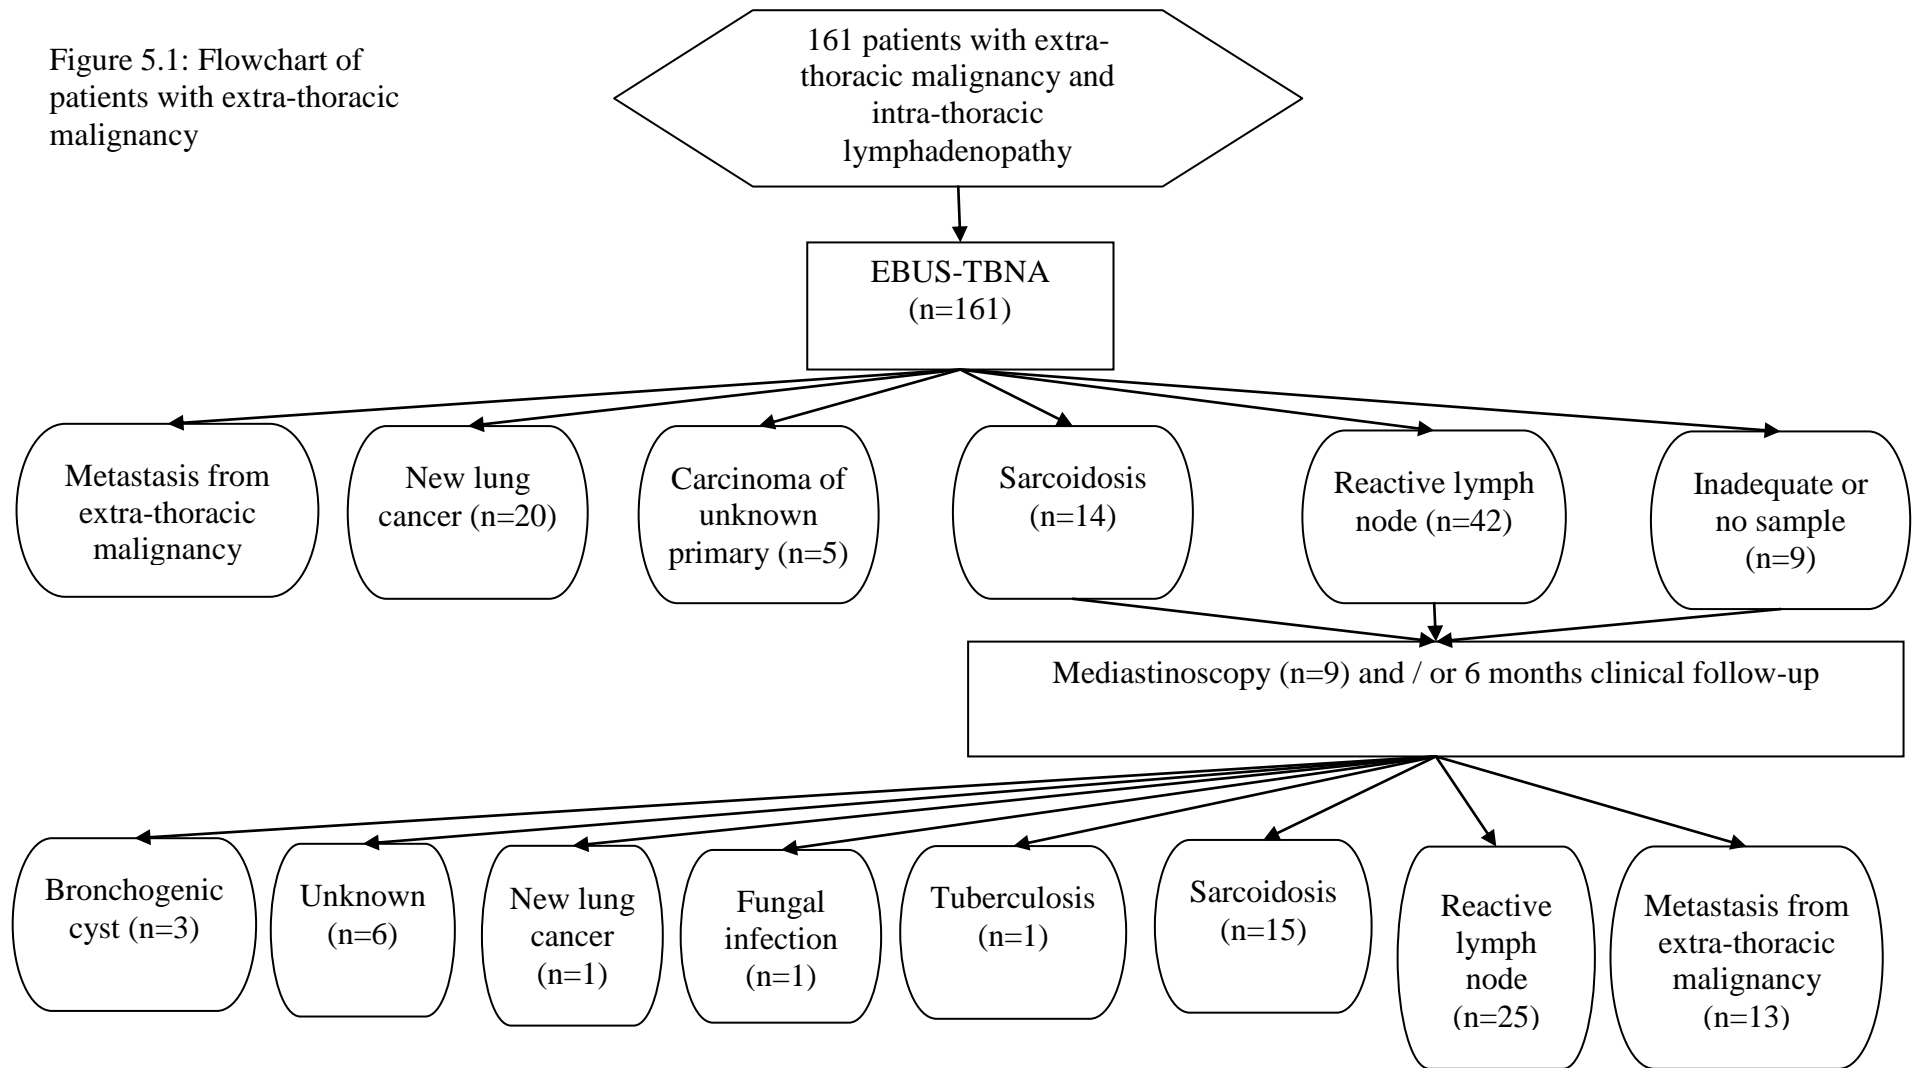 Figure 5.1: Flowchart of
patients with extra-thoracic
malignancy
161 patients with extra-
thoracic malignancy and
intra-thoracic
lymphadenopathy
EBUS-TBNA
(n=161)
Metastasis from
extra-thoracic
malignancy
New lung
cancer (n=20)
Carcinoma of
unknown
primary (n=5)
Sarcoidosis
(n=14)
Reactive lymph
node (n=42)
Inadequate or
no sample
(n=9)
Mediastinoscopy (n=9) and / or 6 months clinical follow-up
Bronchogenic
cyst (n=3)
Unknown
(n=6)
New lung
cancer
(n=1)
Fungal
infection
(n=1)
Tuberculosis
(n=1)
Sarcoidosis
(n=15)
Reactive
lymph
node
(n=25)
Metastasis from
extra-thoracic
malignancy
(n=13)